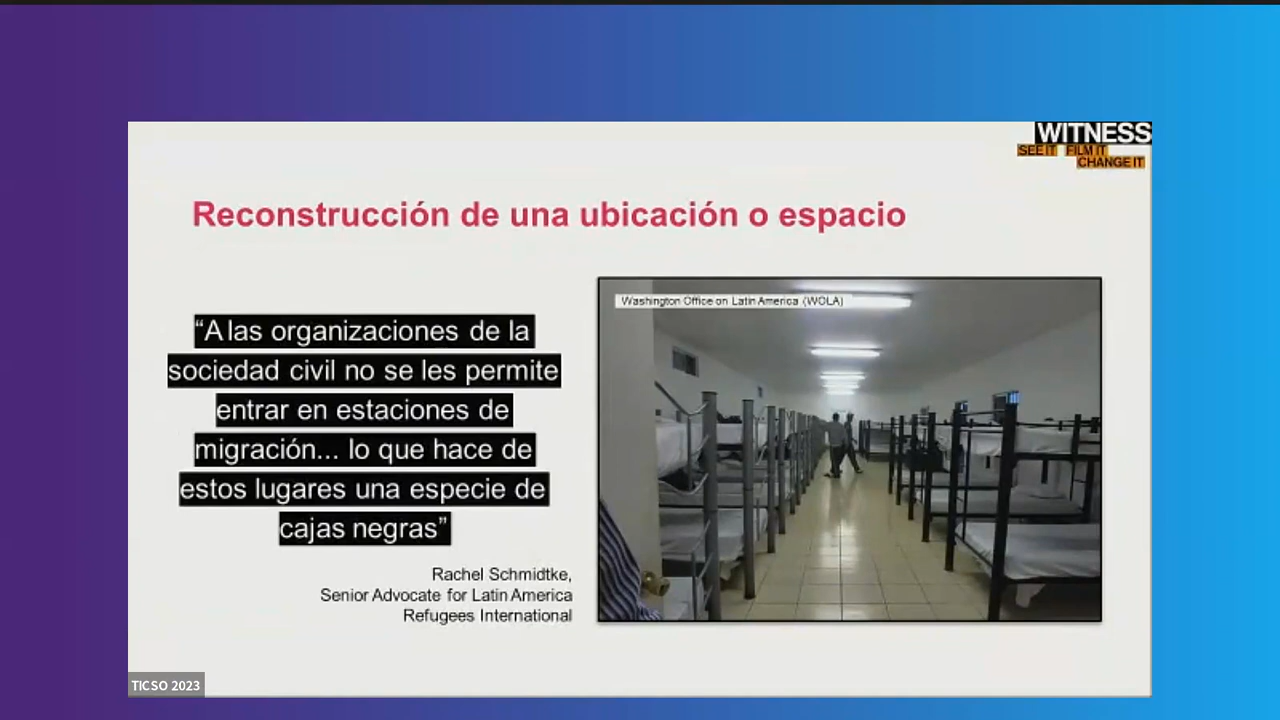 WITNESS
SEE IT FILM IT
CHANGE IT
Reconstrucción de una ubicación o espacio
Washington Office on Latin America (WOLA)
“A las organizaciones de la
sociedad civil no se les permite
entrar en estaciones de
migración... lo que hace de
estos lugares una especie de
cajas negras”
Rachel Schmidtke,
Senior Advocate for Latin America
Refugees International
TICSO 2023